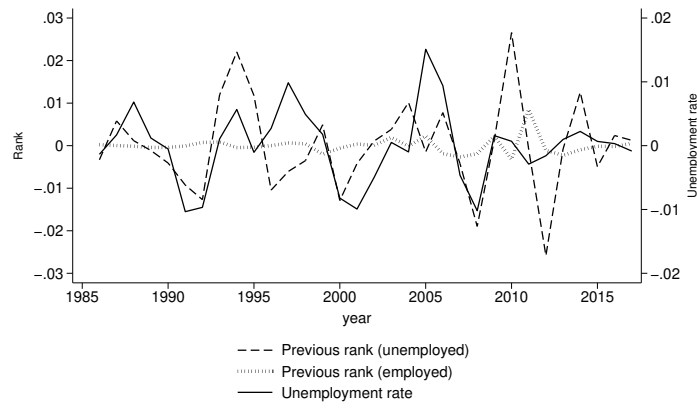 .03
.02
.01
0
−.01
−.02
−.03
Rank
.02
.01
0
−.01
−.02
Unemployment rate
1985 1990 1995 2000 2005 2010 2015
year
Previous rank (unemployed)
Previous rank (employed)
Unemployment rate